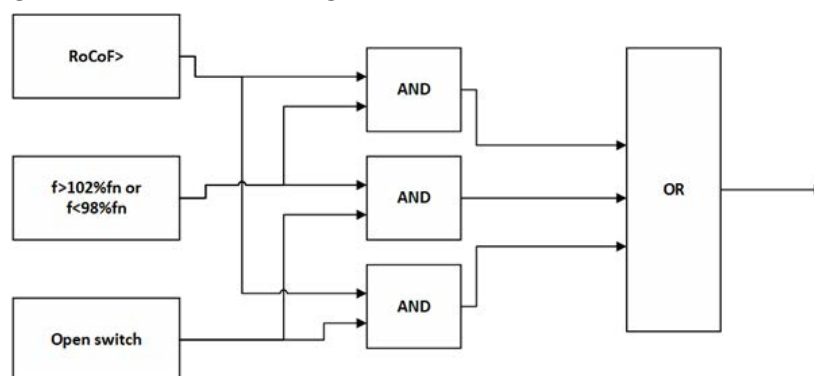 RoCoF>
AND
f>102%fn or
f<98%fn
AND
OR
AND
Open switch